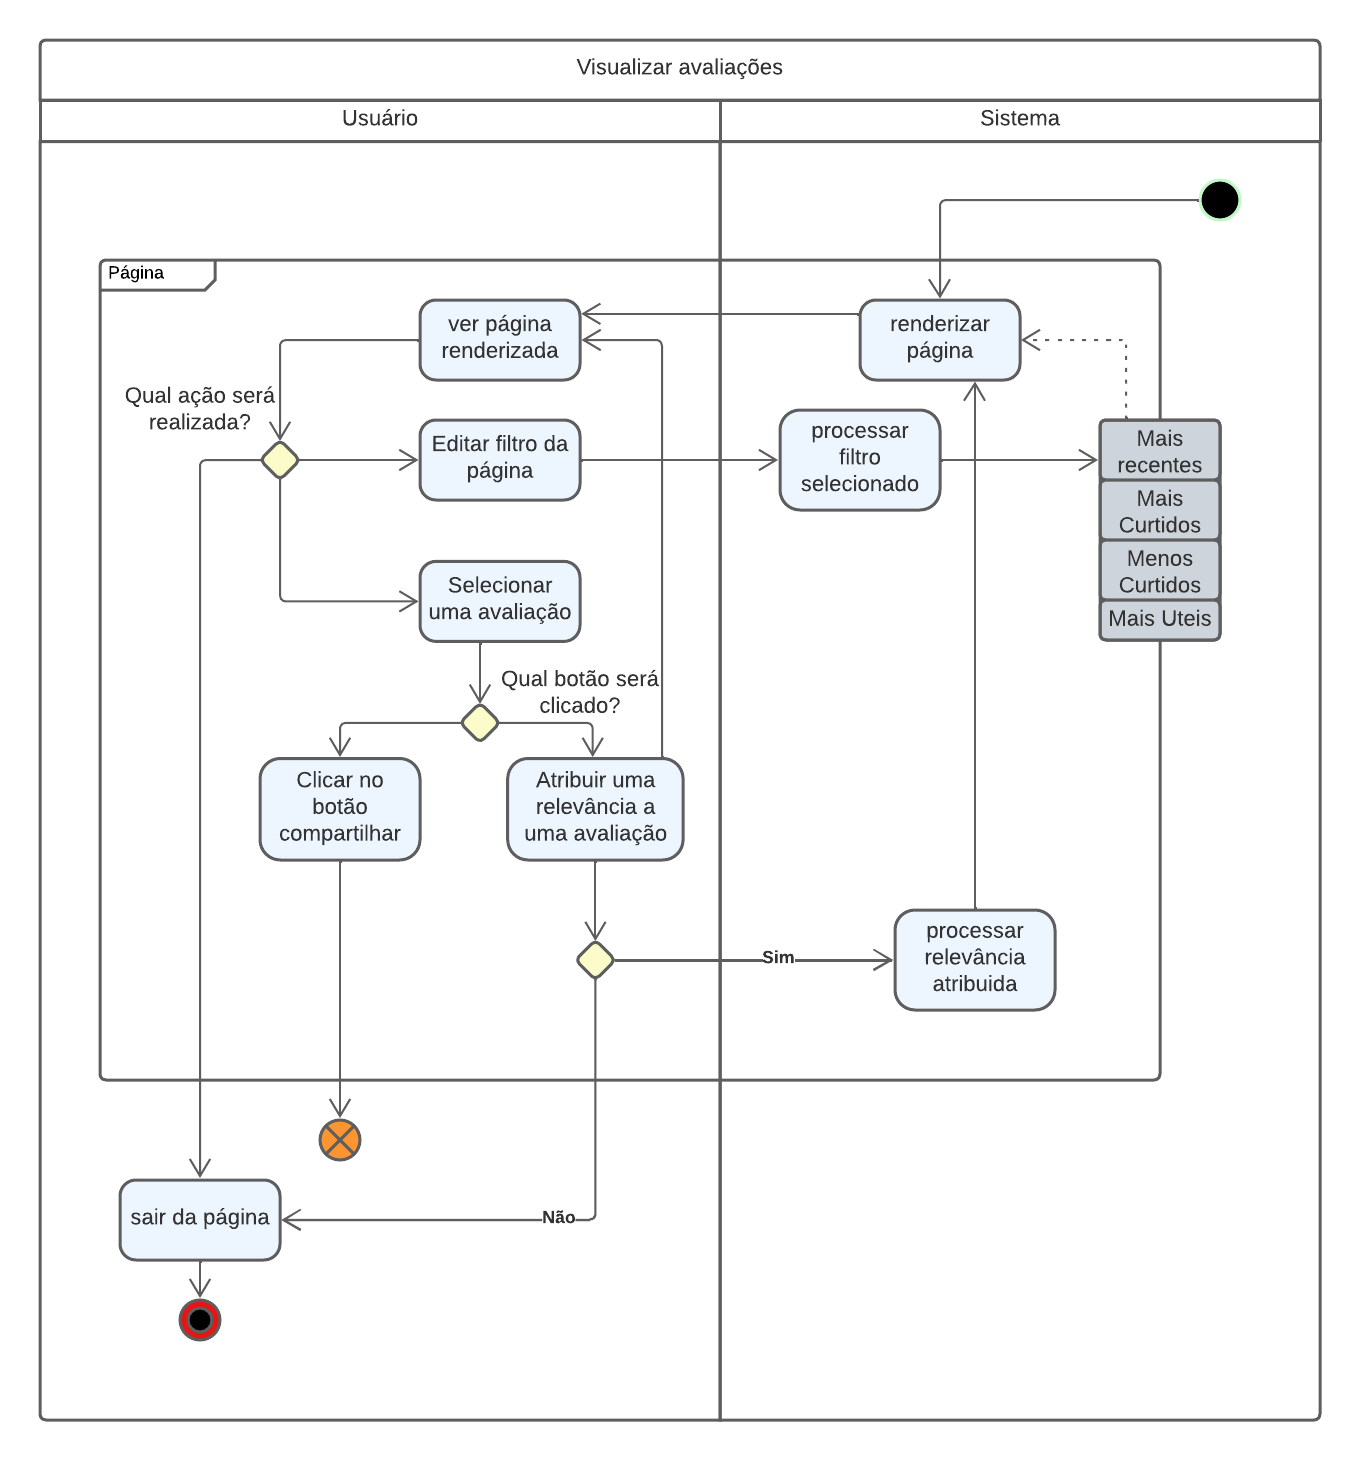 Visualizar avaliações
Usuário
Sistema
Página
ver página
renderizada
renderizar
página
Qual ação será
realizada?
Editar filtro da
página
processar
filtro
selecionado
Mais
recentes
Mais
Curtidos
Menos
Curtidos
Mais Uteis
Selecionar
uma avaliação
Qual botão será
clicado?
Clicar no
botão
compartilhar
Atribuir uma
relevância a
uma avaliação
Sim
processar
relevância
atribuida
sair da página
Não